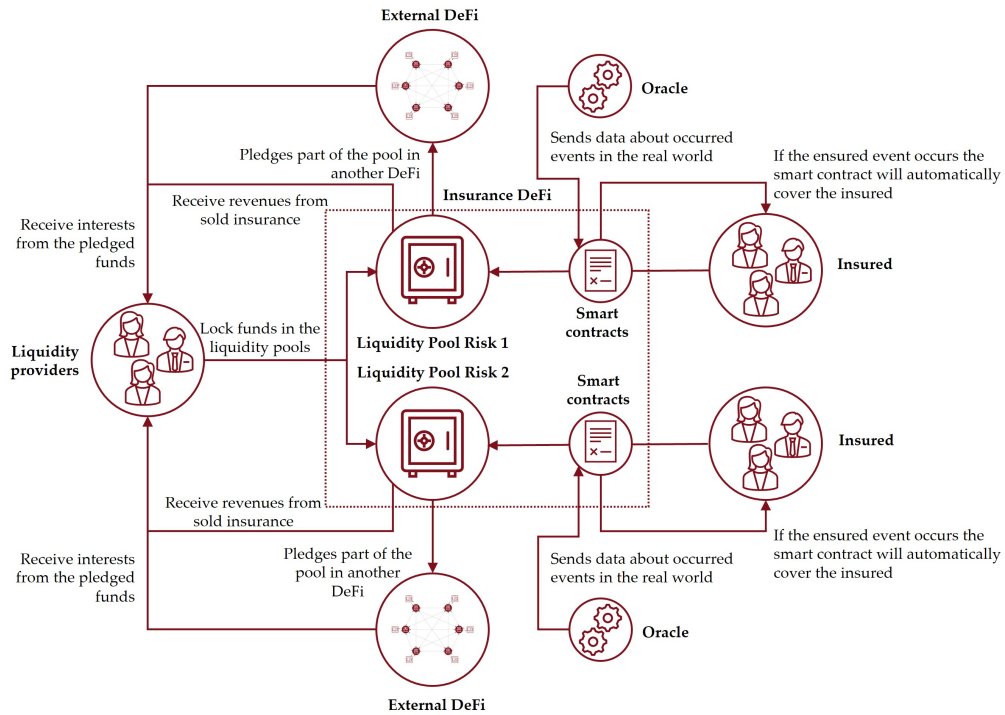 External DeFi
Oracle
Sends data about occurred
events in the real world
If the ensured event occurs the
smart contract will automatically
cover the insured
Pledges part of the pool in
another DeFi
Insurance DeFi
Receive revenues from
sold insurance
Receive interests
from the pledged
funds
Insured
Smart
contracts
Lock funds in the
liquidity pools
Liquidity Pool Risk 1
Liquidity
providers
Liquidity Pool Risk 2
Smart
contracts
Insured
Receive revenues from
sold insurance
Receive interests
from the pledged
funds
Pledges part of the
pool in another
DeFi
Sends data about occurred
events in the real world
If the ensured event occurs the
smart contract will automatically
cover the insured
Oracle
External DeFi